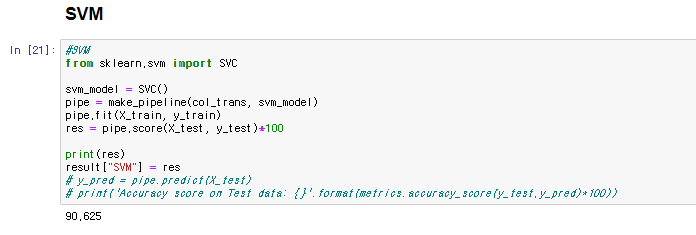 SVM
In [21]:
#SVM
from sklearn.svm import SVC
svm_model = SVC()
pipe = make_pipeline(col_trans, svm_model)
pipe.fit(X_train, y_train)
res = pipe.score(X_test, y_test)*100
print(res)
result["SVM"] = res
# y_pred = pipe.predict(X_test)
# print('Accuracy score on Test data: {}'.format(metrics.accuracy_score(y_test,y_pred)*100))
90.625